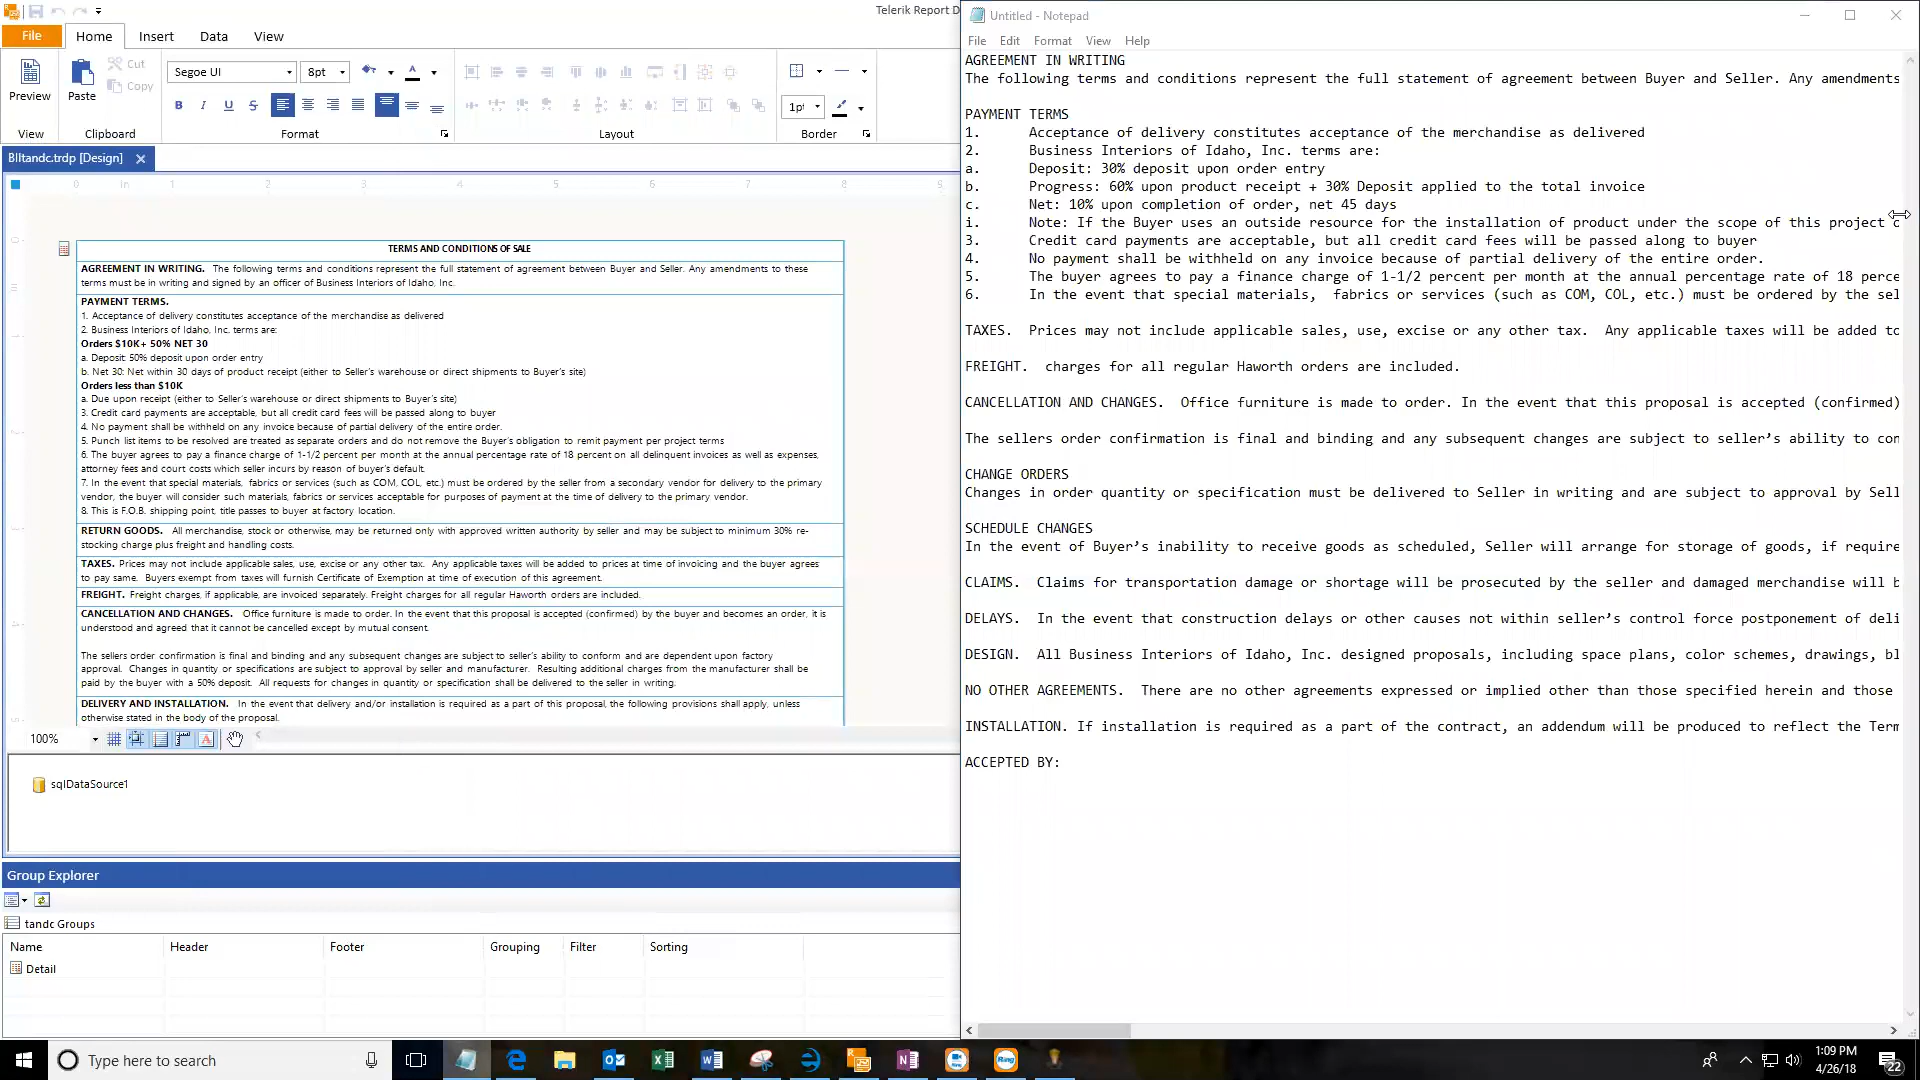 Telerik Report D
File Home Insert Data View
Preview
Paste
Cut
Copy
Segoe UI 8pt
B I U S
1pt
View Clipboard Format Layout Border
BIItandc.trdp [Design]
0 in 1 2 3 4 5 6 7 8 9
TERMS AND CONDITIONS OF SALE
AGREEMENT IN WRITING. The following terms and conditions represent the full statement of agreement between Buyer and Seller. Any amendments to these
terms must be in writing and signed by an officer of Business Interiors of Idaho, Inc.
PAYMENT TERMS.
1. Acceptance of delivery constitutes acceptance of the merchandise as delivered
2. Business Interiors of Idaho, Inc. terms are:
Orders $10K+ 50% NET 30
a. Deposit: 50% deposit upon order entry
b. Net 30: Net within 30 days of product receipt (either to Seller's warehouse or direct shipments to Buyer's site)
Orders less than $10K
a. Due upon receipt (either to Seller's warehouse or direct shipments to Buyer's site)
3. Credit card payments are acceptable, but all credit card fees will be passed along to buyer
4. No payment shall be withheld on any invoice because of partial delivery of the entire order.
5. Punch list items to be resolved are treated as separate orders and do not remove the Buyer's obligation to remit payment per project terms
6. The buyer agrees to pay a finance charge of 1-1/2 percent per month at the annual percentage rate of 18 percent on all delinquent invoices as well as expenses,
attorney fees and court costs which seller incurs by reason of buyer's default.
7. In the event that special materials, fabrics or services (such as COM, COL, etc.) must be ordered by the seller from a secondary vendor for delivery to the primary
vendor, the buyer will consider such materials, fabrics or services acceptable for purposes of payment at the time of delivery to the primary vendor.
8. This is F.O.B. shipping point, title passes to buyer at factory location.
RETURN GOODS. All merchandise, stock or otherwise, may be returned only with approved written authority by seller and may be subject to minimum 30% re-
stocking charge plus freight and handling costs.
TAXES. Prices may not include applicable sales, use, excise or any other tax. Any applicable taxes will be added to prices at time of invoicing and the buyer agrees
to pay same. Buyers exempt from taxes will furnish Certificate of Exemption at time of execution of this agreement.
FREIGHT. Freight charges, if applicable, are invoiced separately. Freight charges for all regular Haworth orders are included.
CANCELLATION AND CHANGES. Office furniture is made to order. In the event that this proposal is accepted (confirmed) by the buyer and becomes an order, it is
understood and agreed that it cannot be cancelled except by mutual consent.
The sellers order confirmation is final and binding and any subsequent changes are subject to seller's ability to conform and are dependent upon factory
approval. Changes in quantity or specifications are subject to approval by seller and manufacturer. Resulting additional charges from the manufacturer shall be
paid by the buyer with a 50% deposit. All requests for changes in quantity or specification shall be delivered to the seller in writing.
DELIVERY AND INSTALLATION. In the event that delivery and/or installation is required as a part of this proposal, the following provisions shall apply, unless
otherwise stated in the body of the proposal.
100%
sqlDataSource1
Group Explorer
tandc Groups
Name Header Footer Grouping Filter Sorting
Detail
Untitled - Notepad
File Edit Format View Help
AGREEMENT IN WRITING
The following terms and conditions represent the full statement of agreement between Buyer and Seller. Any amendments
PAYMENT TERMS
1. Acceptance of delivery constitutes acceptance of the merchandise as delivered
2. Business Interiors of Idaho, Inc. terms are:
a. Deposit: 30% deposit upon order entry
b. Progress: 60% upon product receipt + 30% Deposit applied to the total invoice
c. Net: 10% upon completion of order, net 45 days
i. Note: If the Buyer uses an outside resource for the installation of product under the scope of this project
3. Credit card payments are acceptable, but all credit card fees will be passed along to buyer
4. No payment shall be withheld on any invoice because of partial delivery of the entire order.
5. The buyer agrees to pay a finance charge of 1-1/2 percent per month at the annual percentage rate of 18 perce
6. In the event that special materials, fabrics or services (such as COM, COL, etc.) must be ordered by the sel
TAXES. Prices may not include applicable sales, use, excise or any other tax. Any applicable taxes will be added to
FREIGHT. charges for all regular Haworth orders are included.
CANCELLATION AND CHANGES. Office furniture is made to order. In the event that this proposal is accepted (confirmed)
The sellers order confirmation is final and binding and any subsequent changes are subject to seller's ability to con
CHANGE ORDERS
Changes in order quantity or specification must be delivered to Seller in writing and are subject to approval by Sell
SCHEDULE CHANGES
In the event of Buyer's inability to receive goods as scheduled, Seller will arrange for storage of goods, if require
CLAIMS. Claims for transportation damage or shortage will be prosecuted by the seller and damaged merchandise will b
DELAYS. In the event that construction delays or other causes not within seller's control force postponement of deli
DESIGN. All Business Interiors of Idaho, Inc. designed proposals, including space plans, color schemes, drawings, bl
NO OTHER AGREEMENTS. There are no other agreements expressed or implied other than those specified herein and those
INSTALLATION. If installation is required as a part of the contract, an addendum will be produced to reflect the Term
ACCEPTED BY:
Type here to search
1:09 PM
4/26/18
22